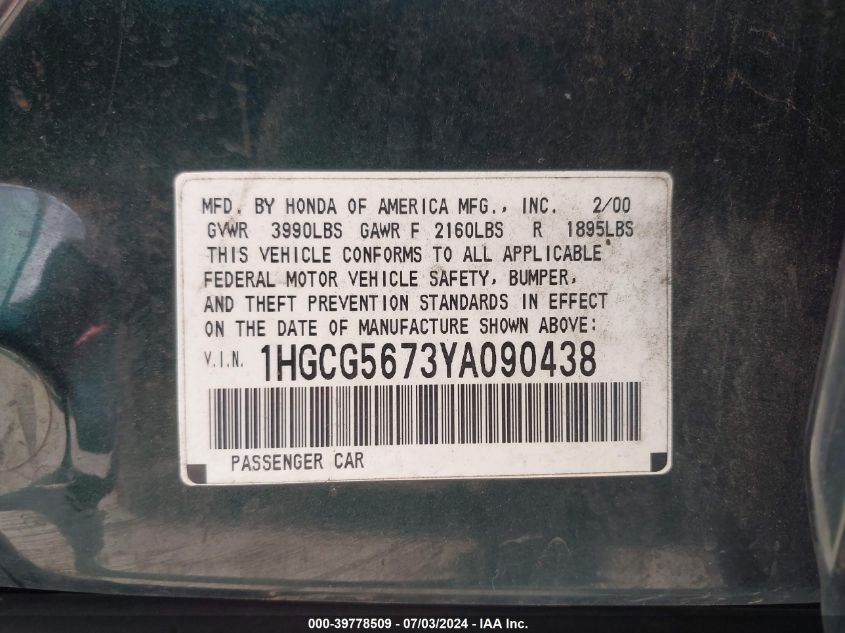 MFD. BY HONDA OF AMERICA MFG., INC. 2/00
GVWR 3990LBS GAWR F 2160LBS R 1895LBS
THIS VEHICLE CONFORMS TO ALL APPLICABLE
FEDERAL MOTOR VEHICLE SAFETY, BUMPER,
AND THEFT PREVENTION STANDARDS IN EFFECT
ON THE DATE OF MANUFACTURE SHOWN ABOVE:
V.I.N. 1HGCG5673YA090438
PASSENGER CAR
000-39778509 - 07/03/2024 - IAA Inc.